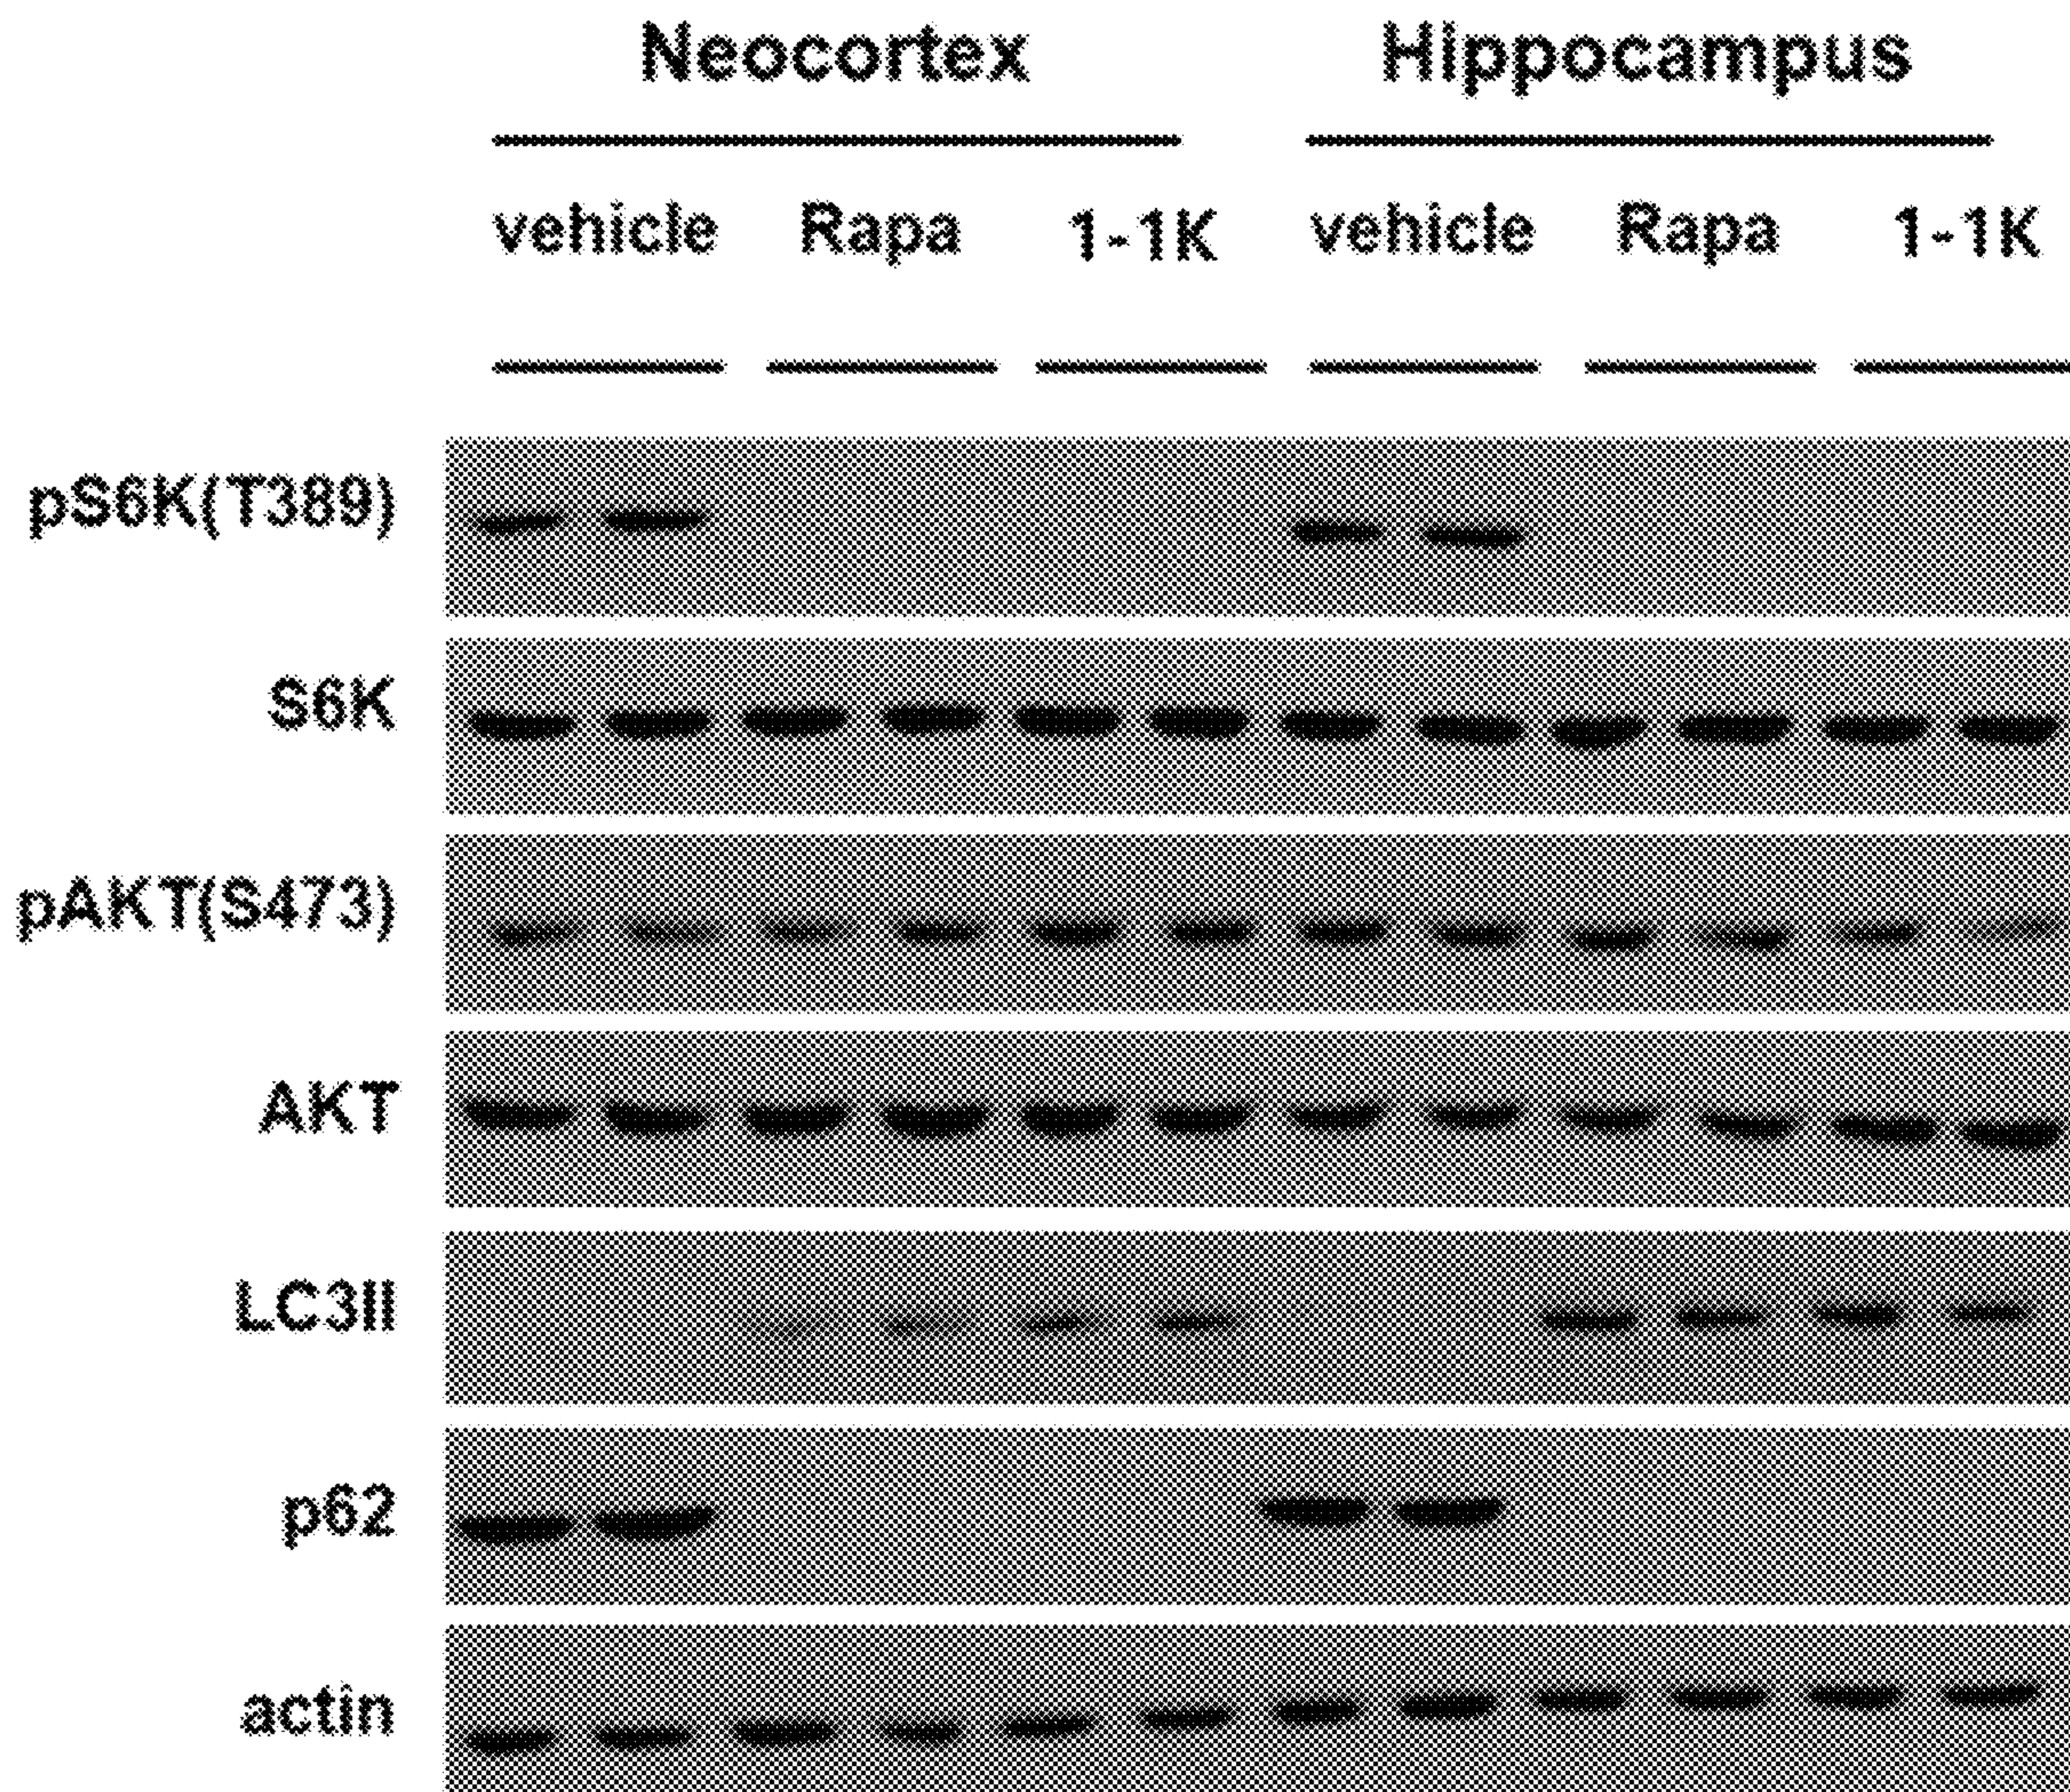 Neocortex Hippocampus
vehicle Rapa 1-1K vehicle Rapa 1-1K
pS6K(T389)
S6K
pAKT(S473)
AKT
LC3II
p62
actin